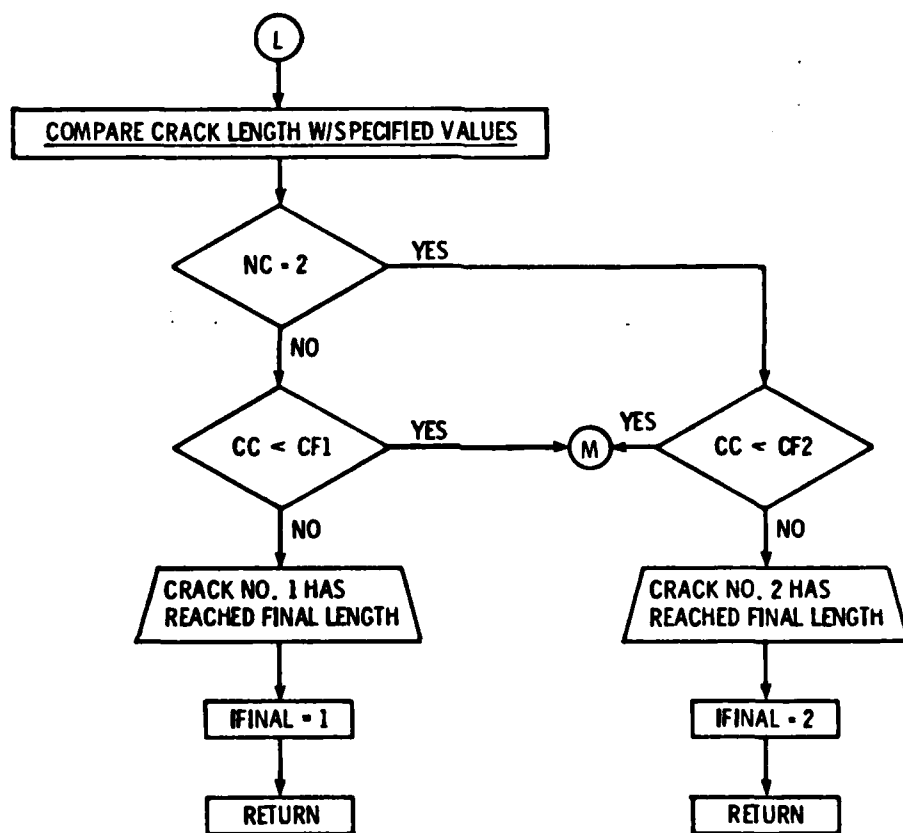 L
COMPARE CRACK LENGTH W/SPECIFIED VALUES
NC = 2
YES
NO
CC < CF1
YES
M
YES
CC < CF2
NO
NO
CRACK NO. 1 HAS
REACHED FINAL LENGTH
CRACK NO. 2 HAS
REACHED FINAL LENGTH
IFINAL = 1
IFINAL = 2
RETURN
RETURN